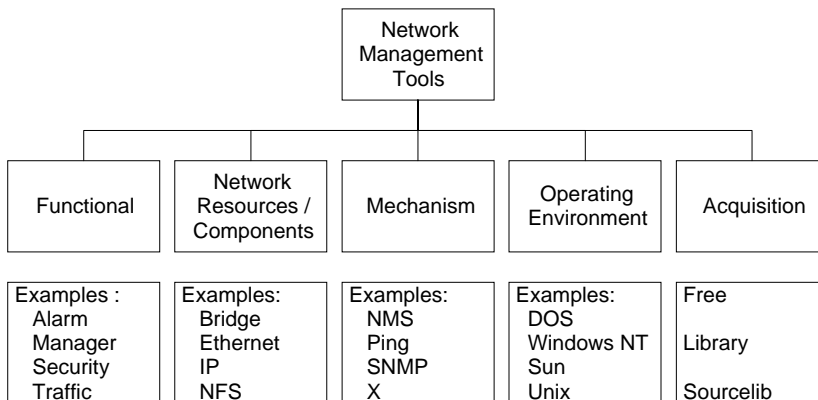 Network
Management
Tools
Functional
Network
Resources /
Components
Mechanism
Operating
Environment
Acquisition
Examples :
Alarm
Manager
Security
Traffic
Examples:
Bridge
Ethernet
IP
NFS
Examples:
NMS
Ping
SNMP
X
Examples:
DOS
Windows NT
Sun
Unix
Free
Library
Sourcelib